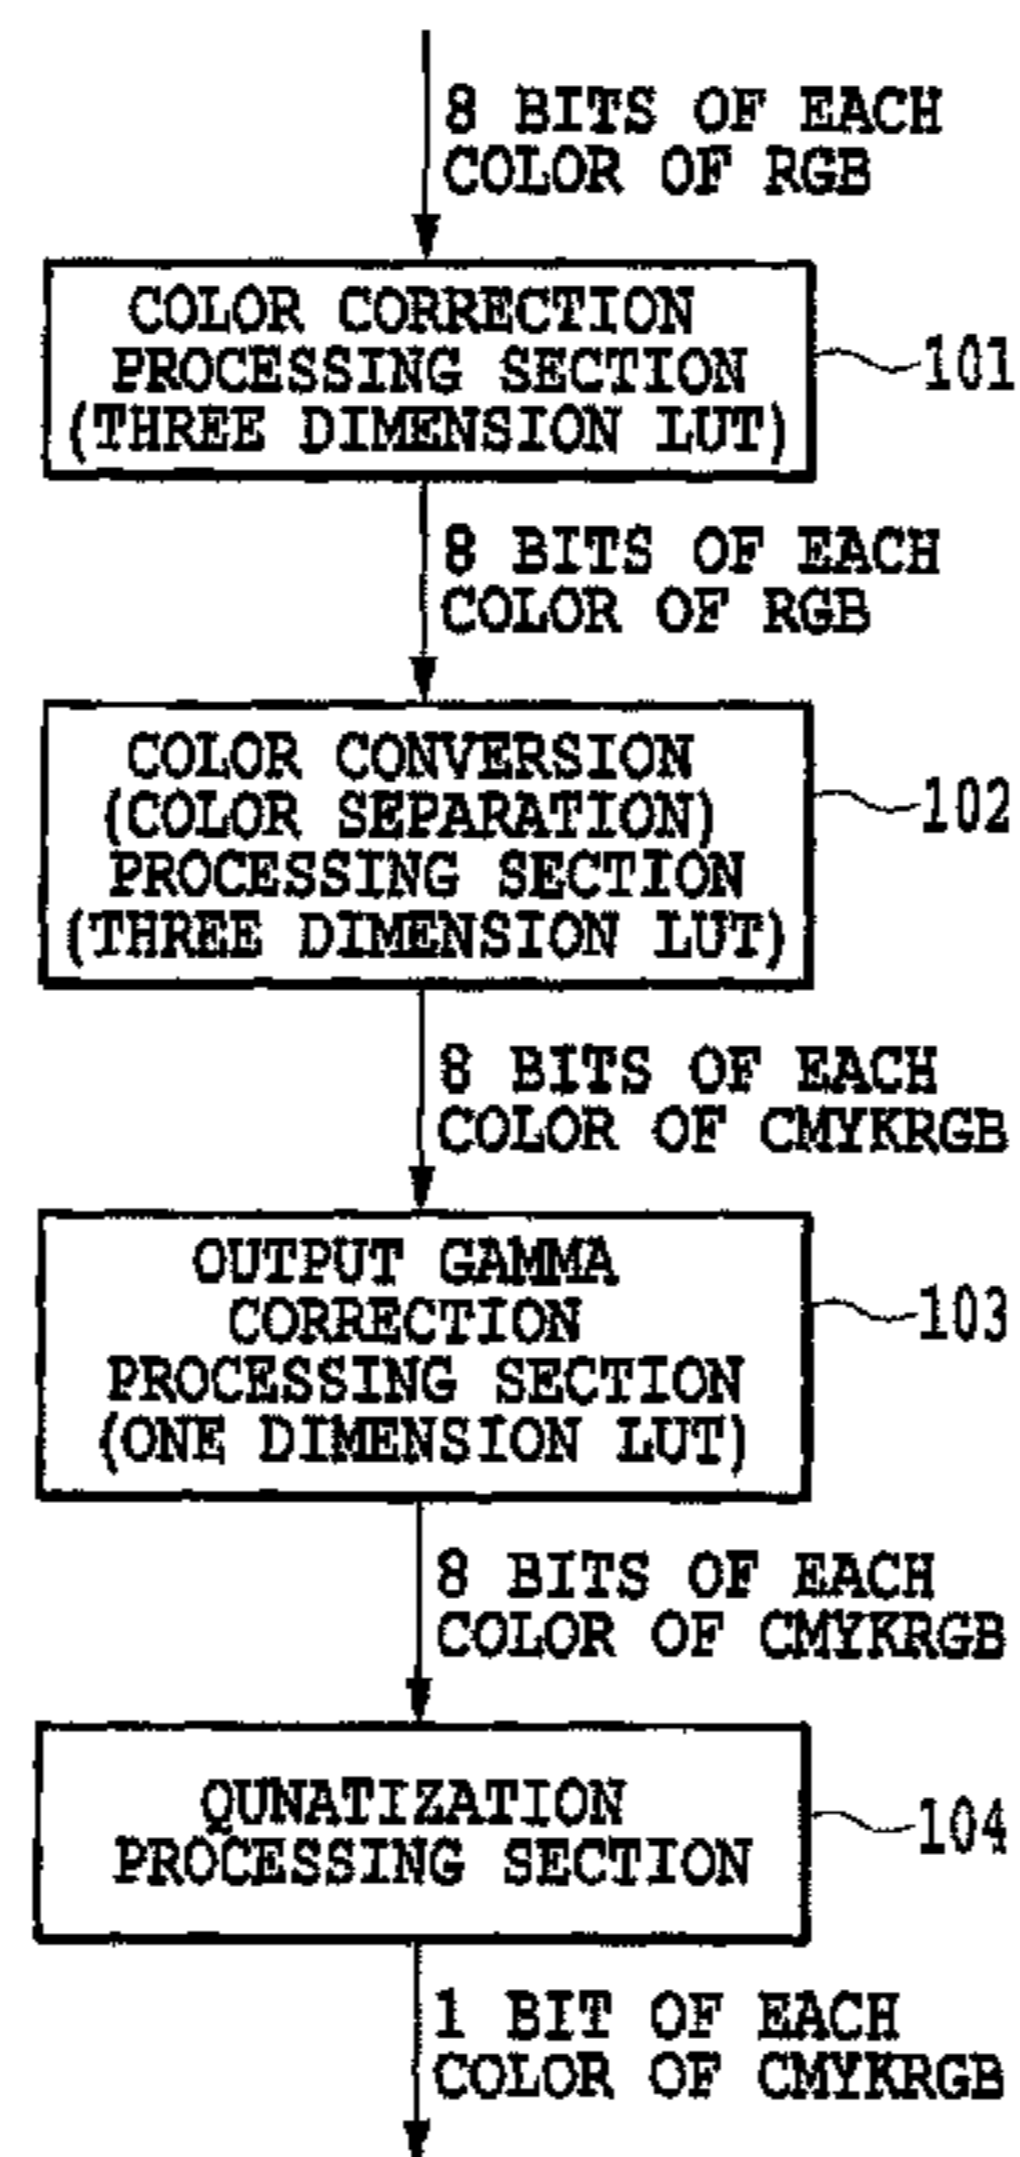 8 BITS OF EACH
COLOR OF RGB
COLOR CORRECTION
PROCESSING SECTION
(THREE DIMENSION LUT)
101
8 BITS OF EACH
COLOR OF RGB
COLOR CONVERSION
(COLOR SEPARATION)
PROCESSING SECTION
(THREE DIMENSION LUT)
102
8 BITS OF EACH
COLOR OF CMYKRGB
OUTPUT GAMMA
CORRECTION
PROCESSING SECTION
(ONE DIMENSION LUT)
103
8 BITS OF EACH
COLOR OF CMYKRGB
QUNATIZATION
PROCESSING SECTION
104
1 BIT OF EACH
COLOR OF CMYKRGB